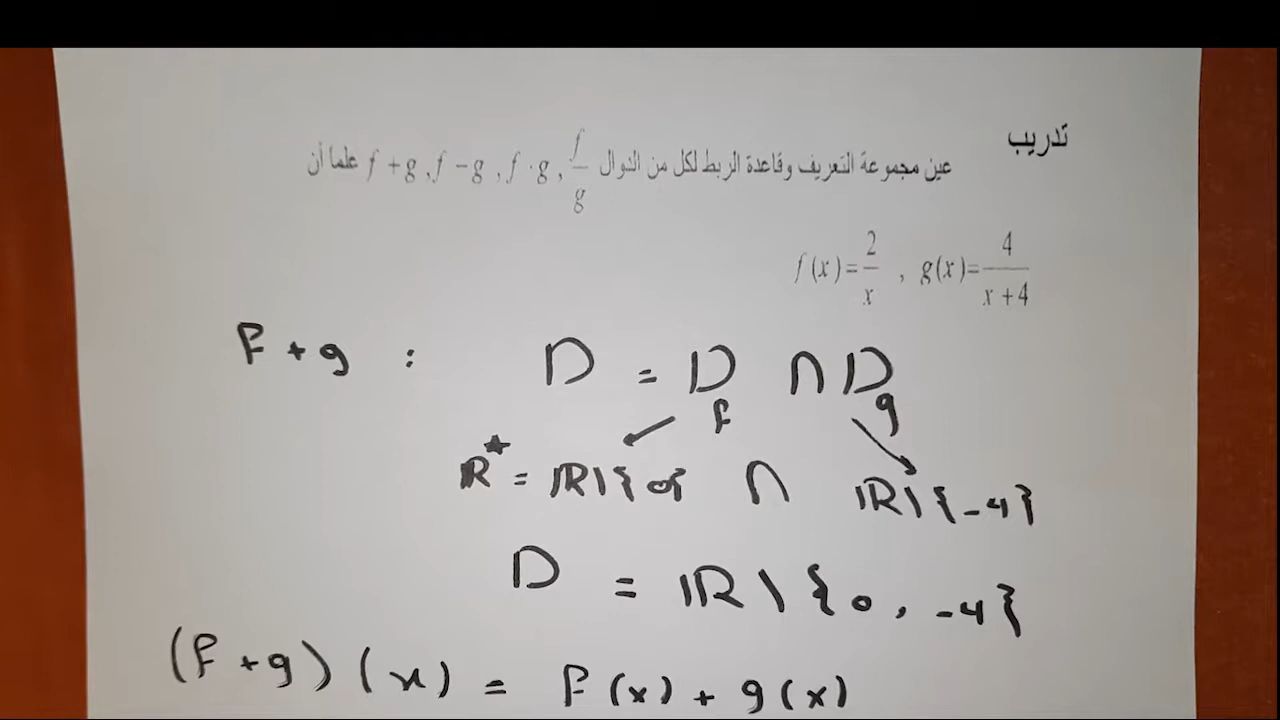 تدريب
عين مجموعة التعريف وقاعدة الربط لكل من الدوال f + g , f − g , f · g , f/g علما أن
f(x) = 2/x , g(x) = 4/(x + 4)
F + g : D = D_F ∩ D_g
ℝ* = ℝ \ {0} ∩ ℝ \ {-4}
D = ℝ \ {0, -4}
(F + g)(x) = F(x) + g(x)